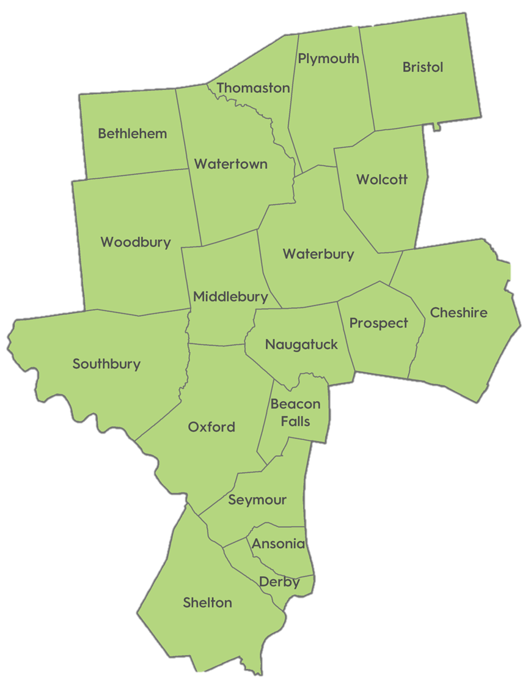 Plymouth
Bristol
Thomaston
Bethlehem
Watertown
Wolcott
Woodbury
Waterbury
Middlebury
Cheshire
Prospect
Naugatuck
Southbury
Beacon
Falls
Oxford
Seymour
Ansonia
Derby
Shelton